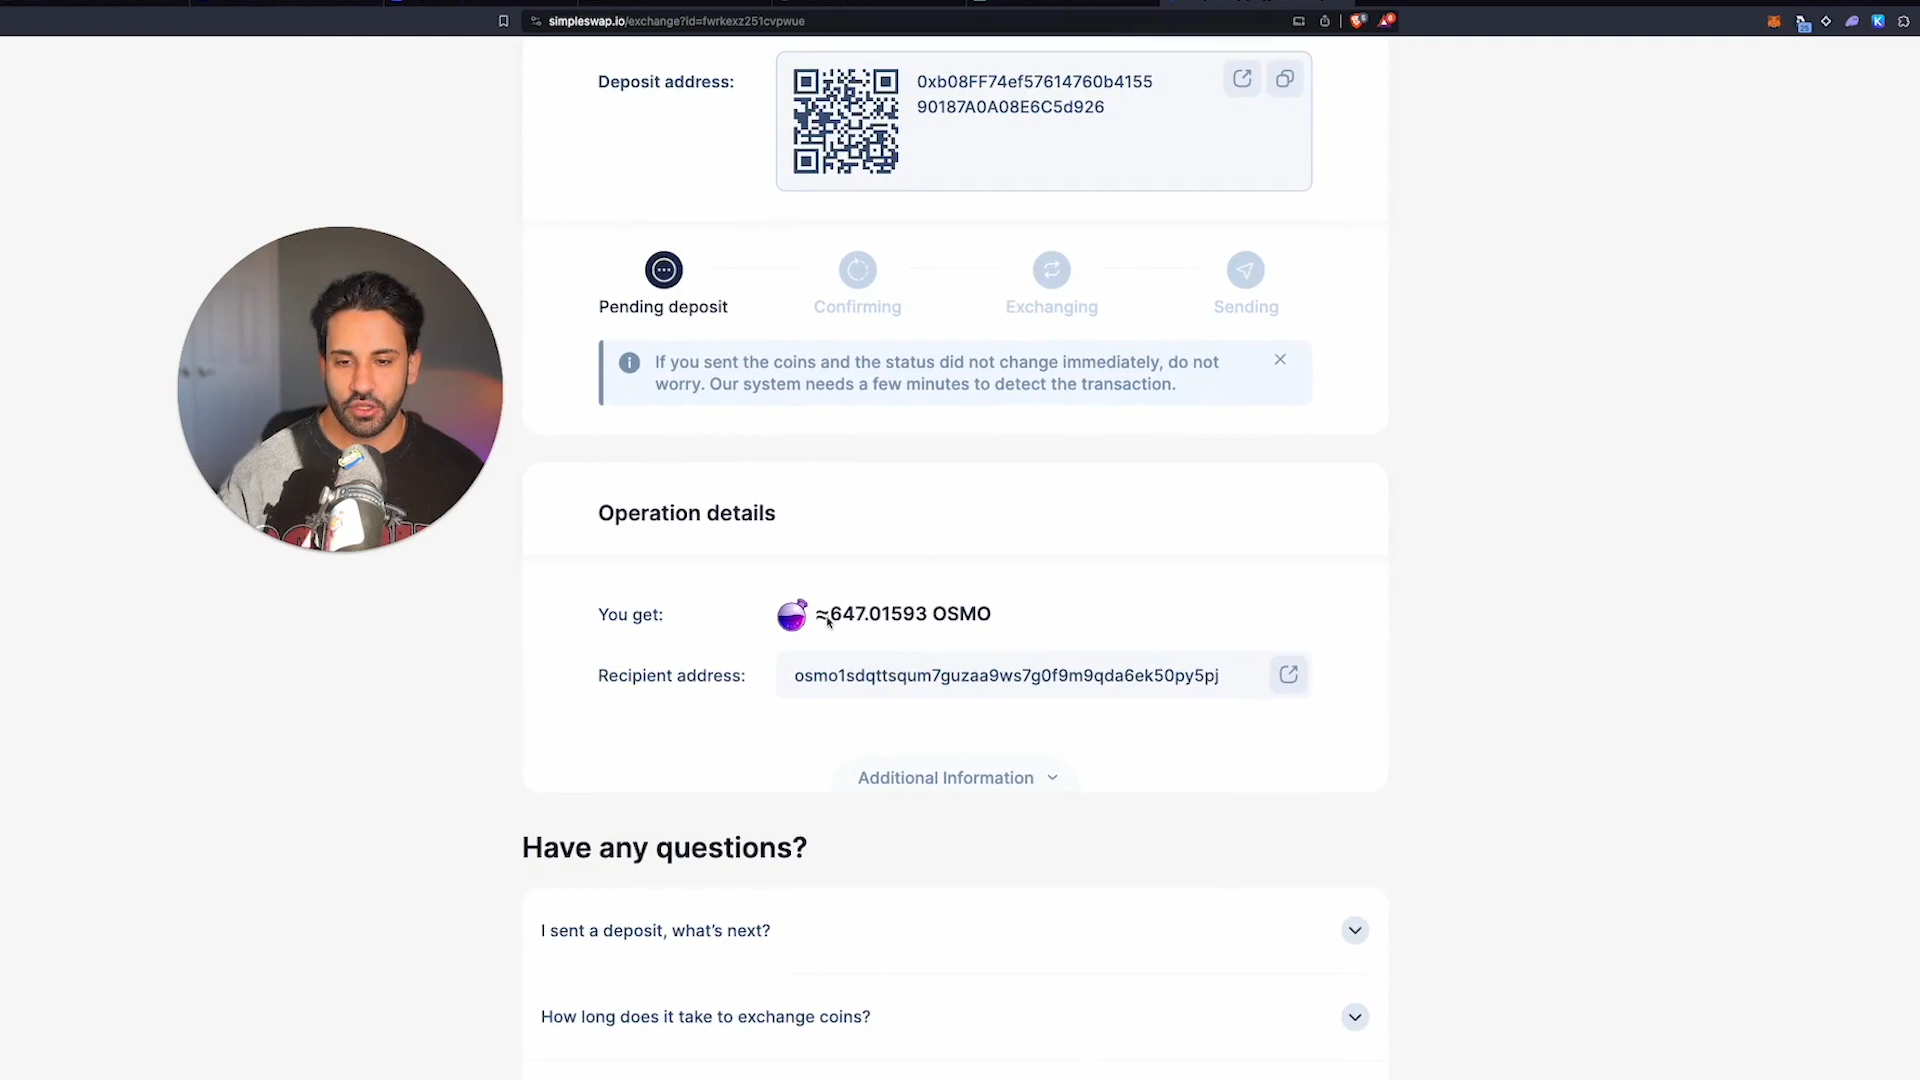 simpleswap.io/exchange?id=fwrkexz251cvpwue
Deposit address:
0xb08FF74ef57614760b4155
90187A0A08E6C5d926
Pending deposit
Confirming
Exchanging
Sending
If you sent the coins and the status did not change immediately, do not
worry. Our system needs a few minutes to detect the transaction.
Operation details
You get:
≈647.01593 OSMO
Recipient address:
osmo1sdqttsqum7guzaa9ws7g0f9m9qda6ek50py5pj
Additional Information
Have any questions?
I sent a deposit, what's next?
How long does it take to exchange coins?